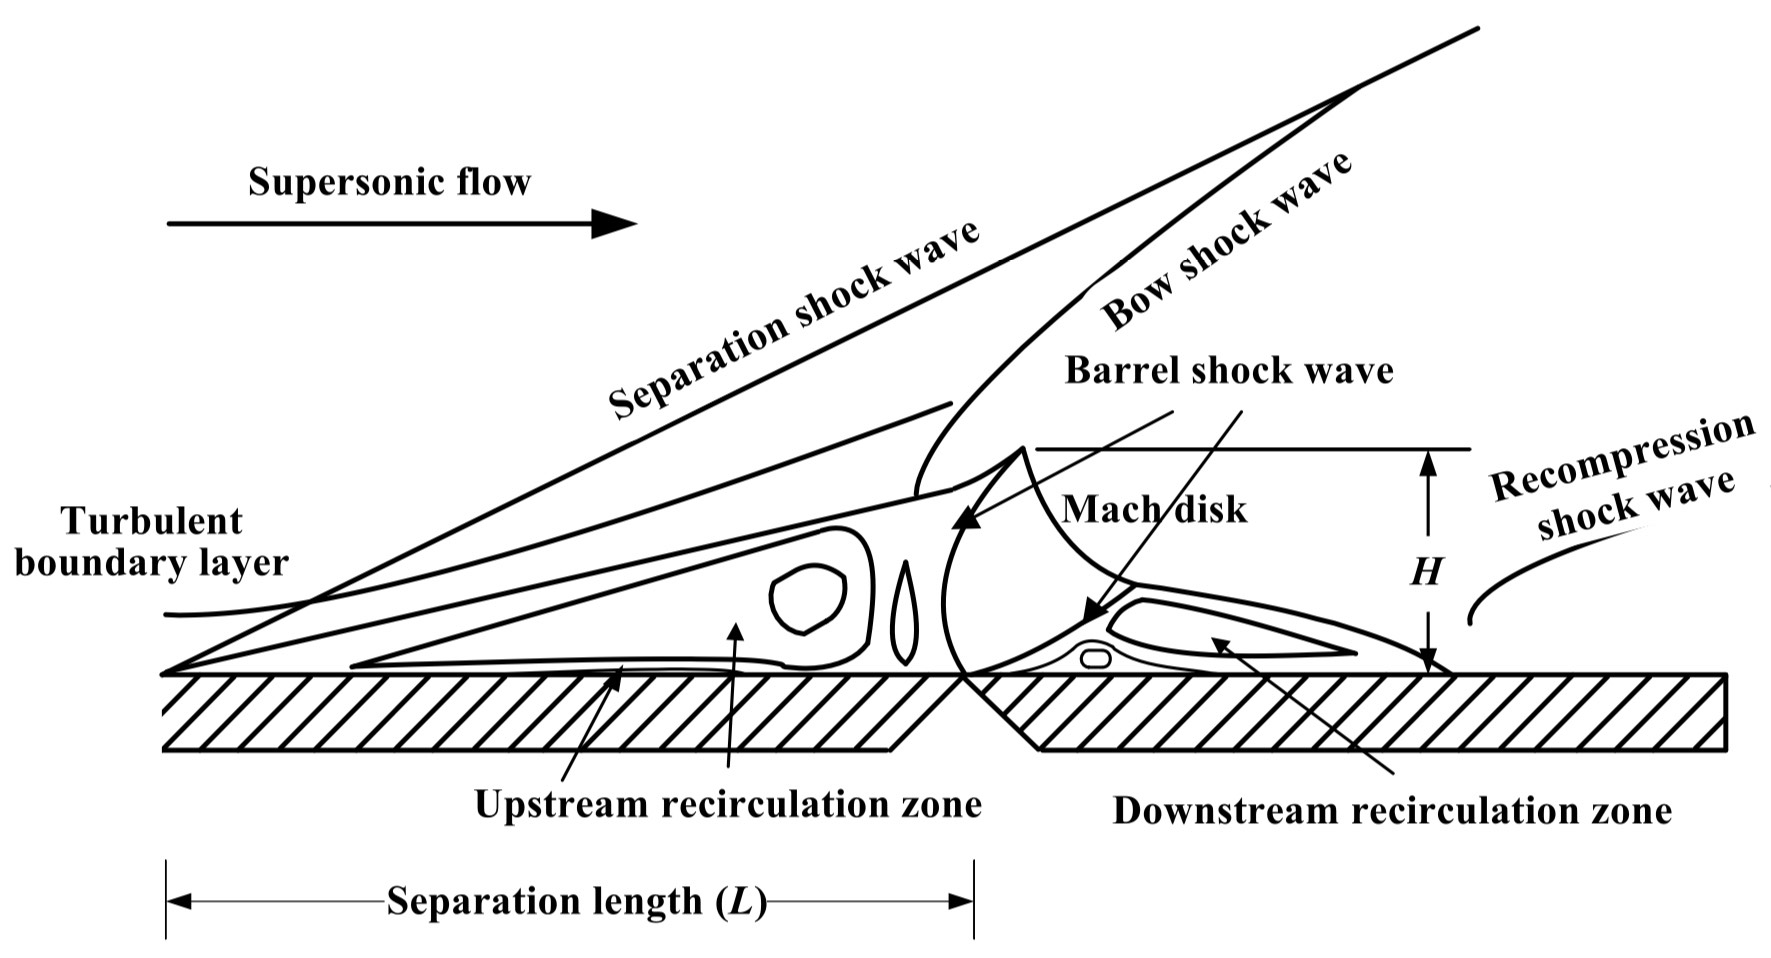 Supersonic flow
Separation shock wave
Bow shock wave
Barrel shock wave
Recompression
shock wave
Turbulent
boundary layer
Mach disk
H
Upstream recirculation zone
Downstream recirculation zone
Separation length (L)